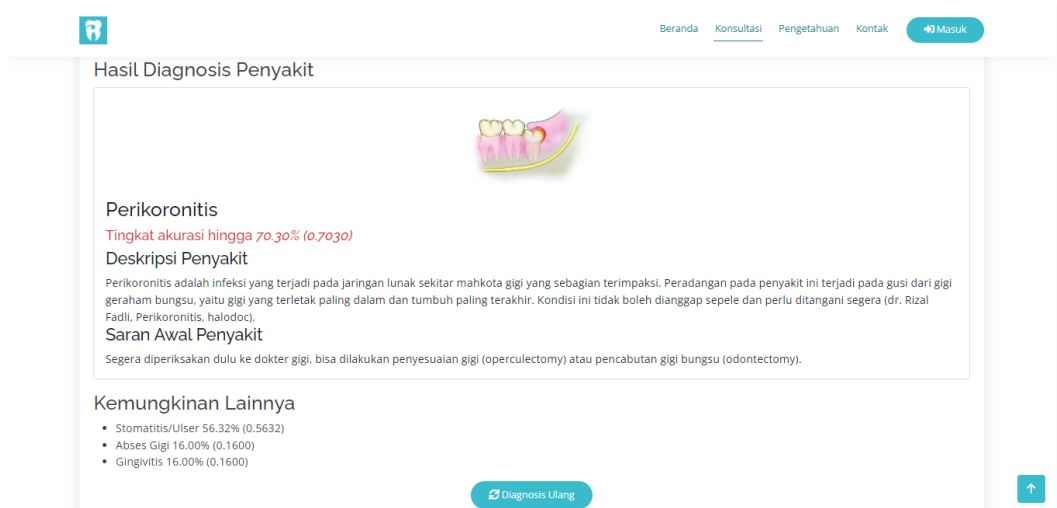 Beranda Konsultasi Pengetahuan Kontak Masuk
Hasil Diagnosis Penyakit
Perikoronitis
Tingkat akurasi hingga 70.30% (0.7030)
Deskripsi Penyakit
Perikoronitis adalah infeksi yang terjadi pada jaringan lunak sekitar mahkota gigi yang sebagian terimpaksi. Peradangan pada penyakit ini terjadi pada gusi dari gigi
geraham bungsu, yaitu gigi yang terletak paling dalam dan tumbuh paling terakhir. Kondisi ini tidak boleh dianggap sepele dan perlu ditangani segera (dr. Rizal
Fadli, Perikoronitis, halodoc).
Saran Awal Penyakit
Segera diperiksakan dulu ke dokter gigi, bisa dilakukan penyesuaian gigi (operculectomy) atau pencabutan gigi bungsu (odontectomy).
Kemungkinan Lainnya
• Stomatitis/Ulser 56.32% (0.5632)
• Abses Gigi 16.00% (0.1600)
• Gingivitis 16.00% (0.1600)
Diagnosis Ulang